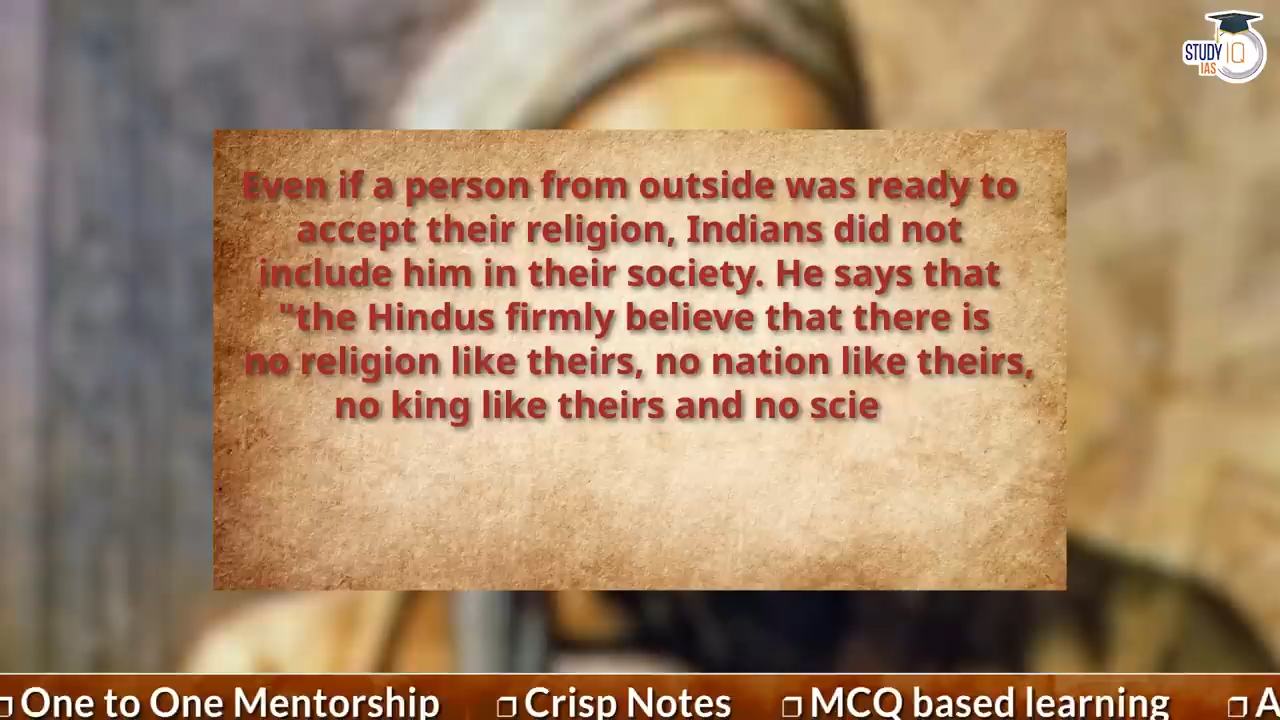 STUDY IQ
IAS
Even if a person from outside was ready to
accept their religion, Indians did not
include him in their society. He says that
"the Hindus firmly believe that there is
no religion like theirs, no nation like theirs,
no king like theirs and no scie
❐ One to One Mentorship ❐ Crisp Notes ❐ MCQ based learning ❐ A